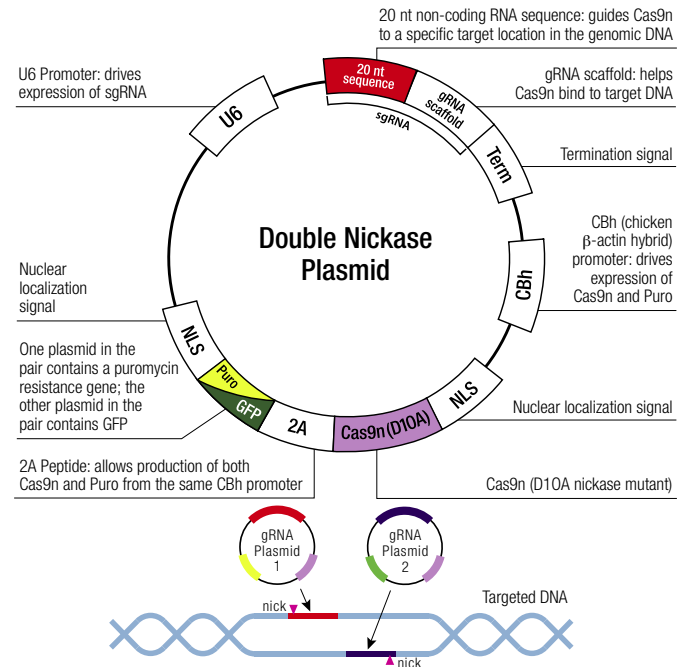 20 nt non-coding RNA sequence: guides Cas9n
to a specific target location in the genomic DNA
U6 Promoter: drives
expression of sgRNA
gRNA scaffold: helps
Cas9n bind to target DNA
20 nt
sequence
gRNA
scaffold
sgRNA
U6
Term
Termination signal
Double Nickase
Plasmid
CBh (chicken
β-actin hybrid)
promoter: drives
expression of
Cas9n and Puro
CBh
Nuclear
localization
signal
NLS
One plasmid in the
pair contains a puromycin
resistance gene; the
other plasmid in the
pair contains GFP
Puro
GFP
2A
Cas9n (D10A)
NLS
Nuclear localization signal
2A Peptide: allows production of both
Cas9n and Puro from the same CBh promoter
Cas9n (D10A nickase mutant)
gRNA
Plasmid
1
gRNA
Plasmid
2
nick
Targeted DNA
nick